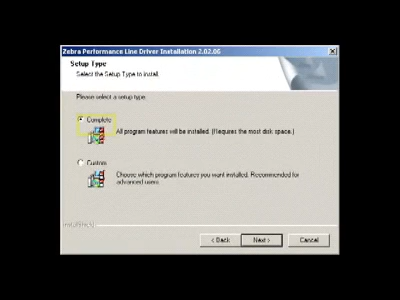 Zebra Performance Line Driver Installation 2.02.06
Setup Type
Select the Setup Type to install.
Please select a setup type.
Complete
All program features will be installed. (Requires the most disk space.)
Custom
Choose which program features you want installed. Recommended for
advanced users.
InstallShield
< Back
Next >
Cancel